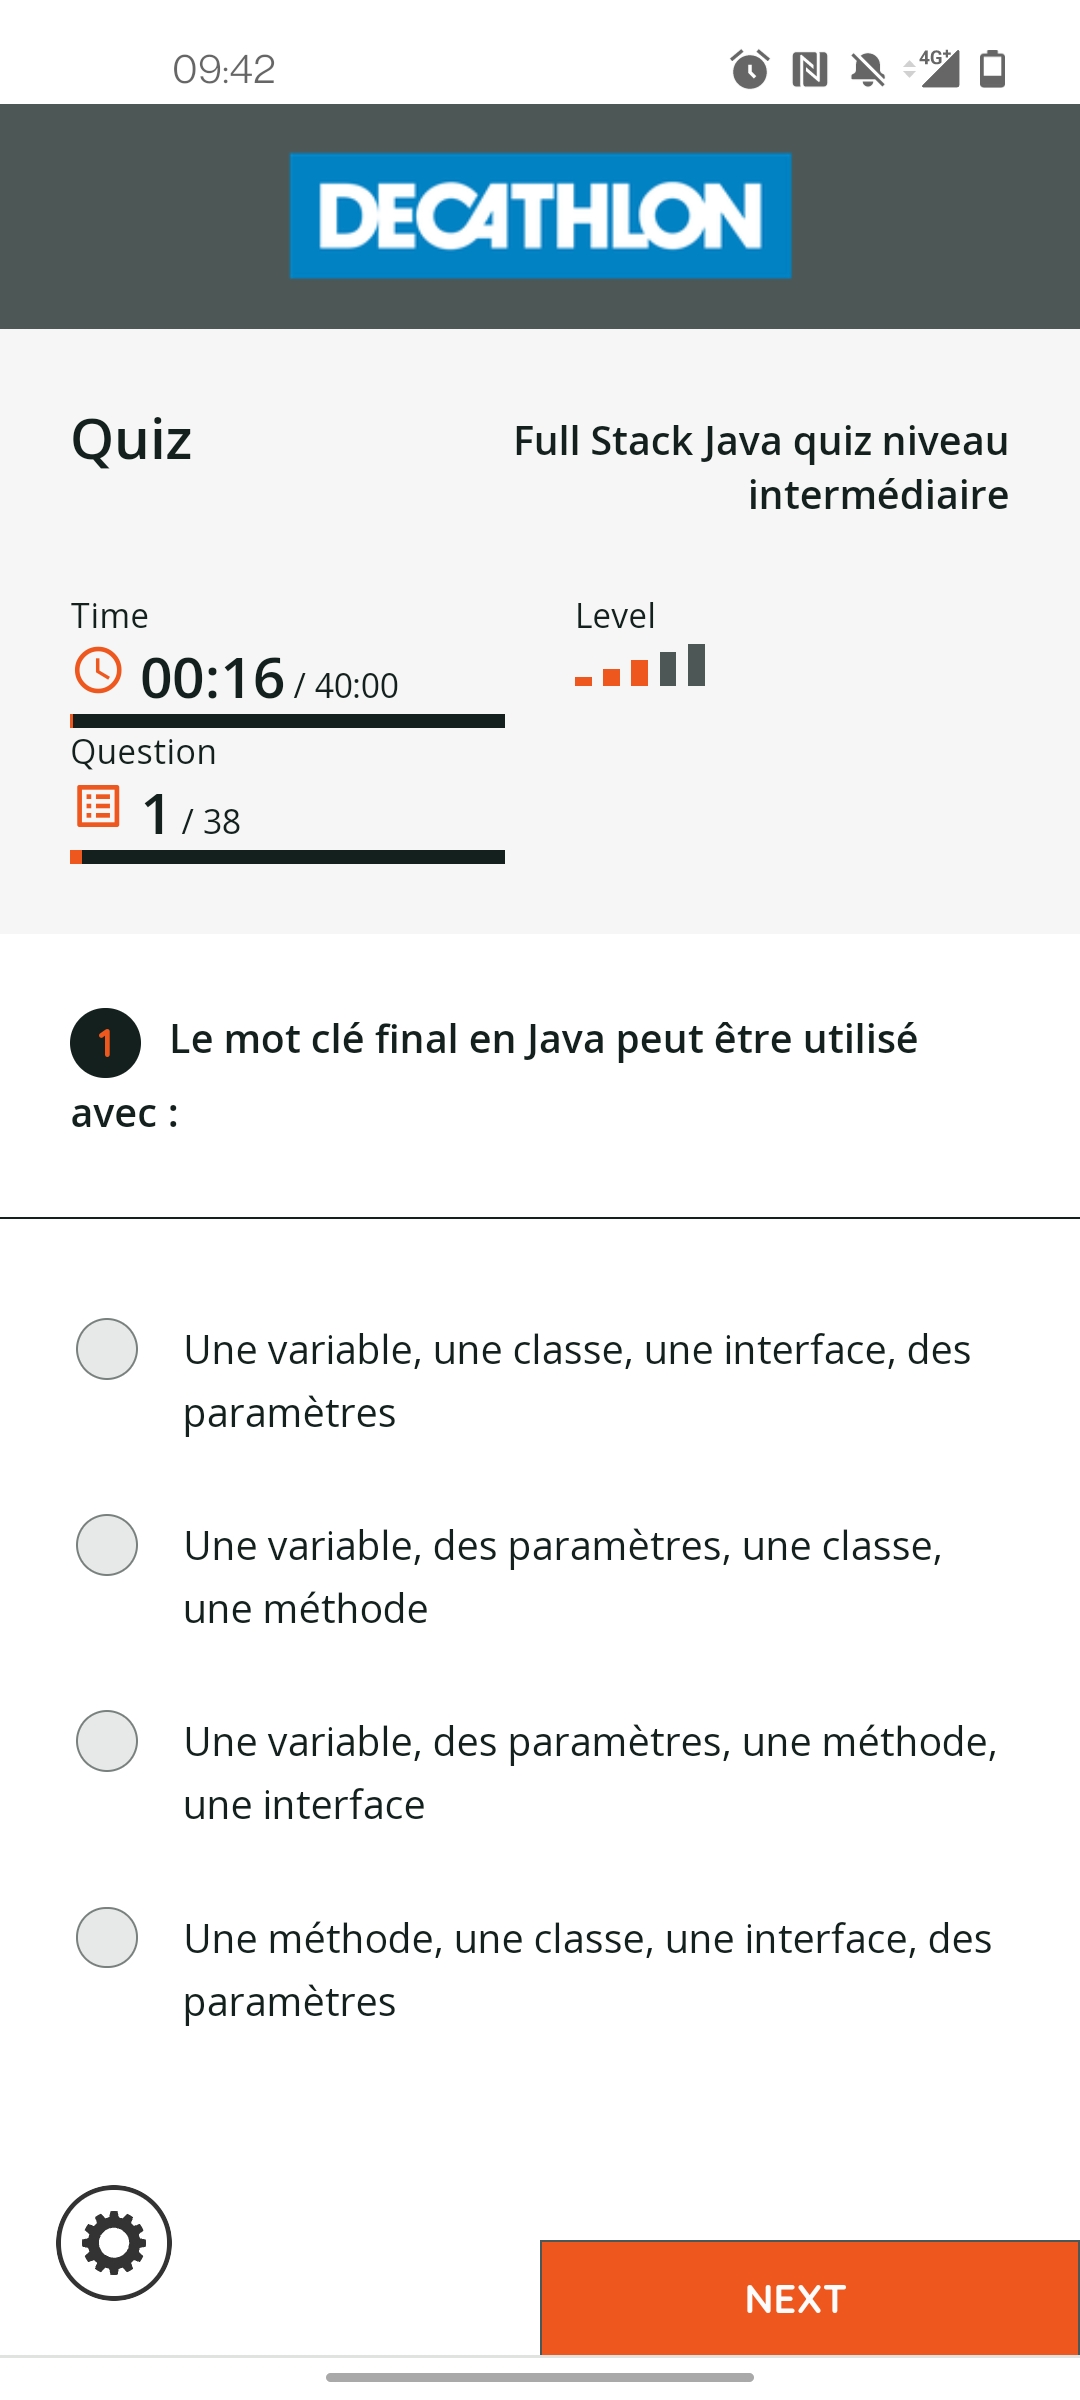 09:42
4G+
DECATHLON
Quiz
Full Stack Java quiz niveau
intermédiaire
Time
Level
00:16 / 40:00
Question
1 / 38
1 Le mot clé final en Java peut être utilisé
avec :
Une variable, une classe, une interface, des
paramètres
Une variable, des paramètres, une classe,
une méthode
Une variable, des paramètres, une méthode,
une interface
Une méthode, une classe, une interface, des
paramètres
NEXT